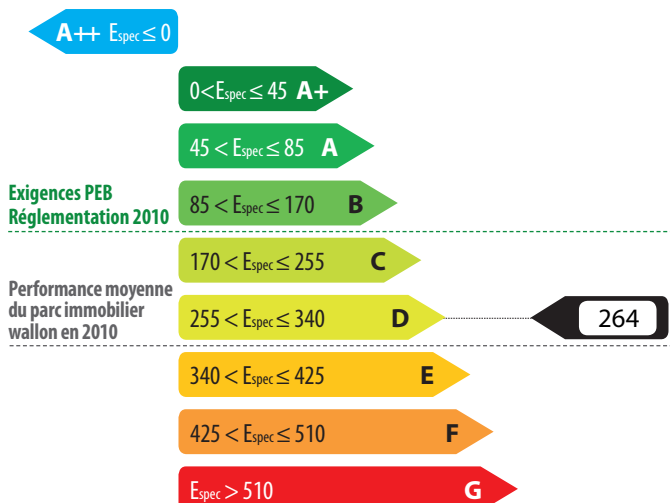 A++ Espec ≤ 0
0<Espec ≤ 45 A+
45 < Espec ≤ 85 A
Exigences PEB
Réglementation 2010
85 < Espec ≤ 170 B
170 < Espec ≤ 255 C
Performance moyenne
du parc immobilier
wallon en 2010
255 < Espec ≤ 340 D
264
340 < Espec ≤ 425 E
425 < Espec ≤ 510 F
Espec > 510 G